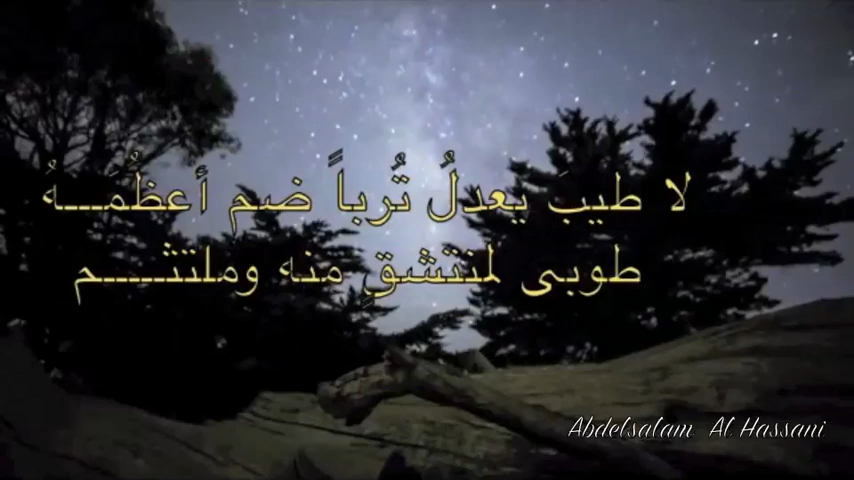 لا طيبَ يعدلُ تُرباً ضم أعظُمَـــهُ
طوبى لمنتشقٍ منه وملتثـــــم
Abdelsalam Al Hassani